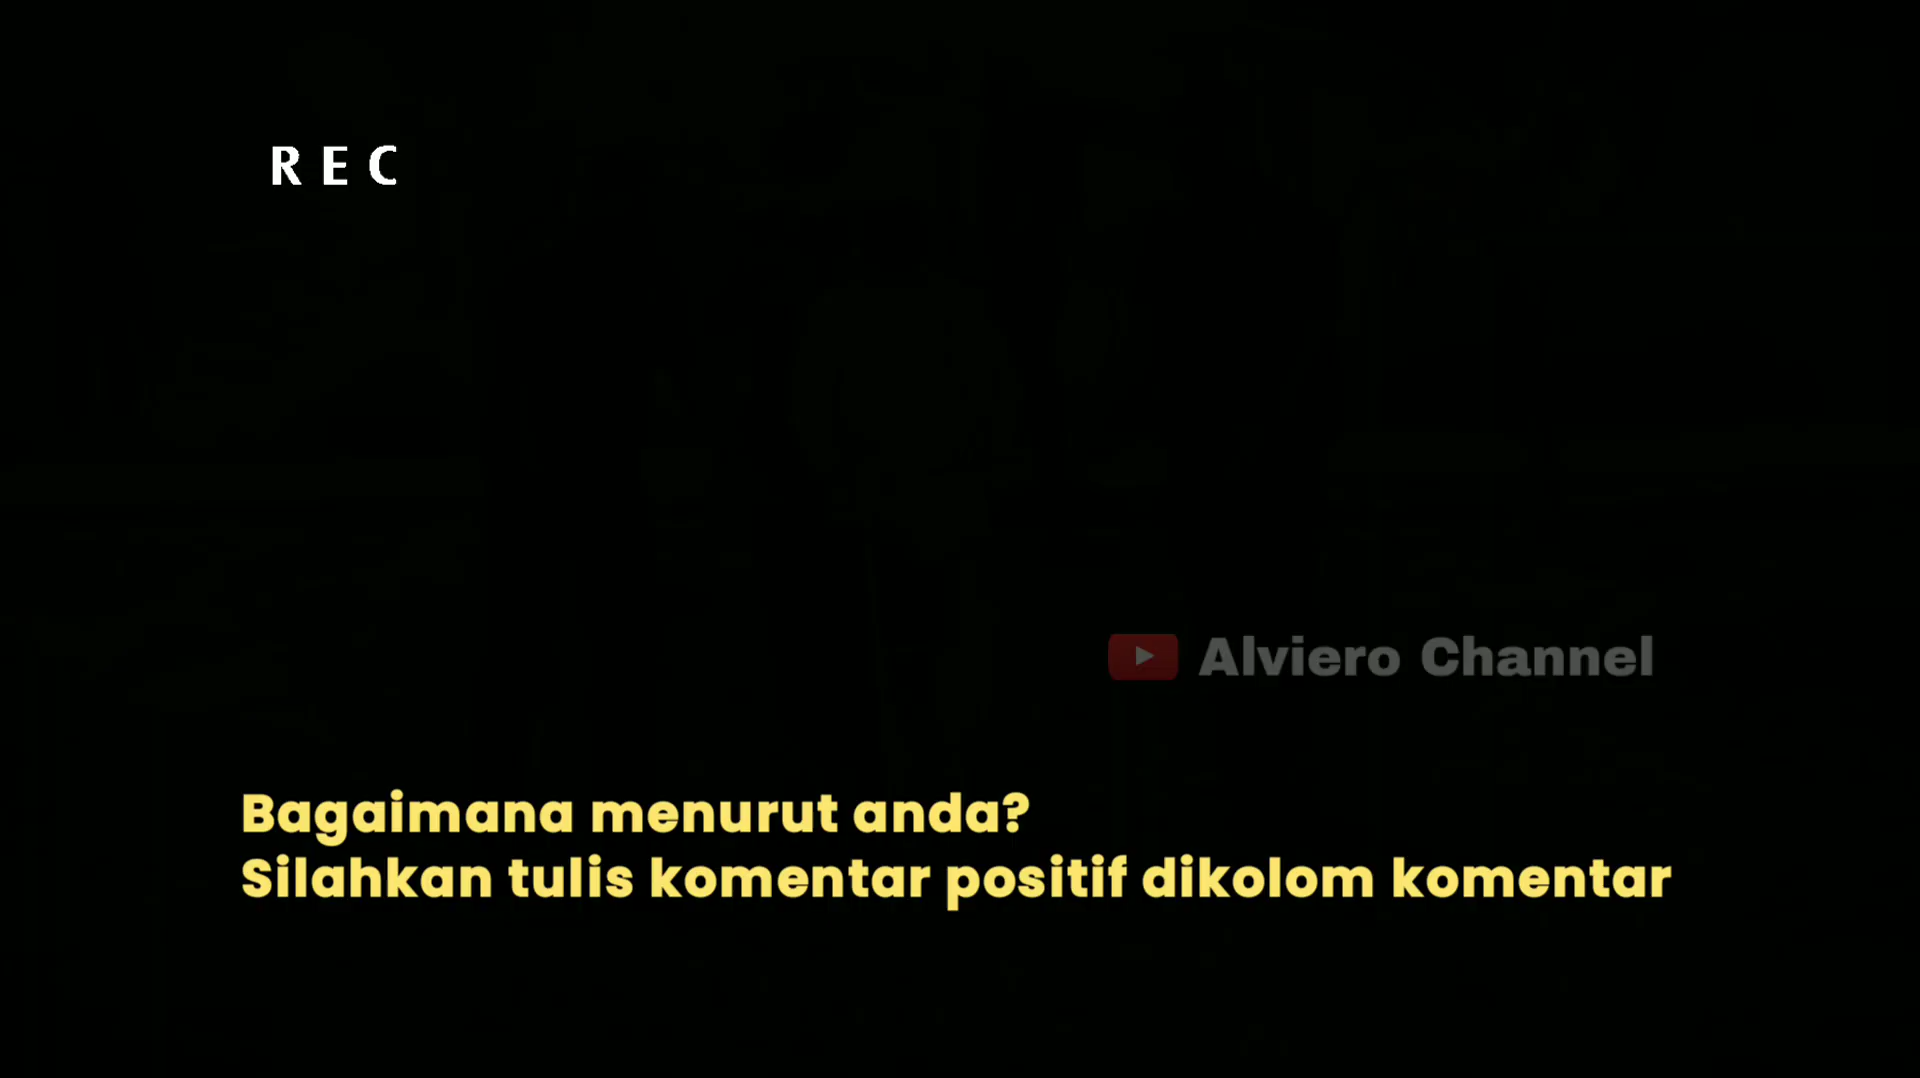 REC
Alviero Channel
Bagaimana menurut anda?
Silahkan tulis komentar positif dikolom komentar